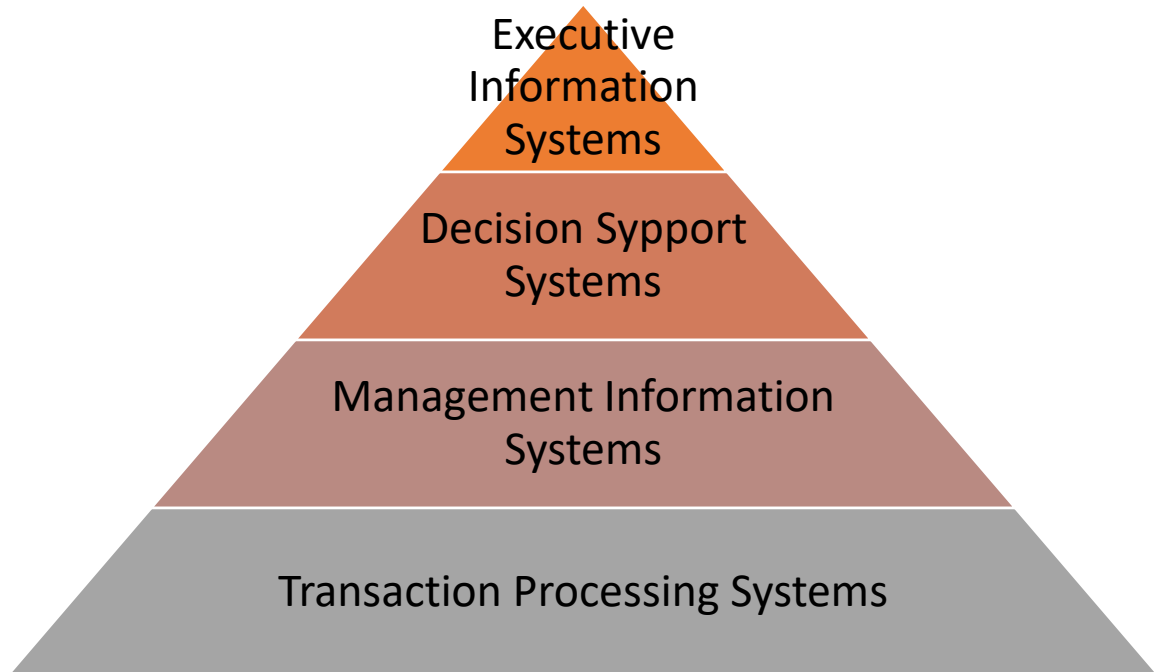 Executive
Information
Systems
Decision Sypport
Systems
Management Information
Systems
Transaction Processing Systems